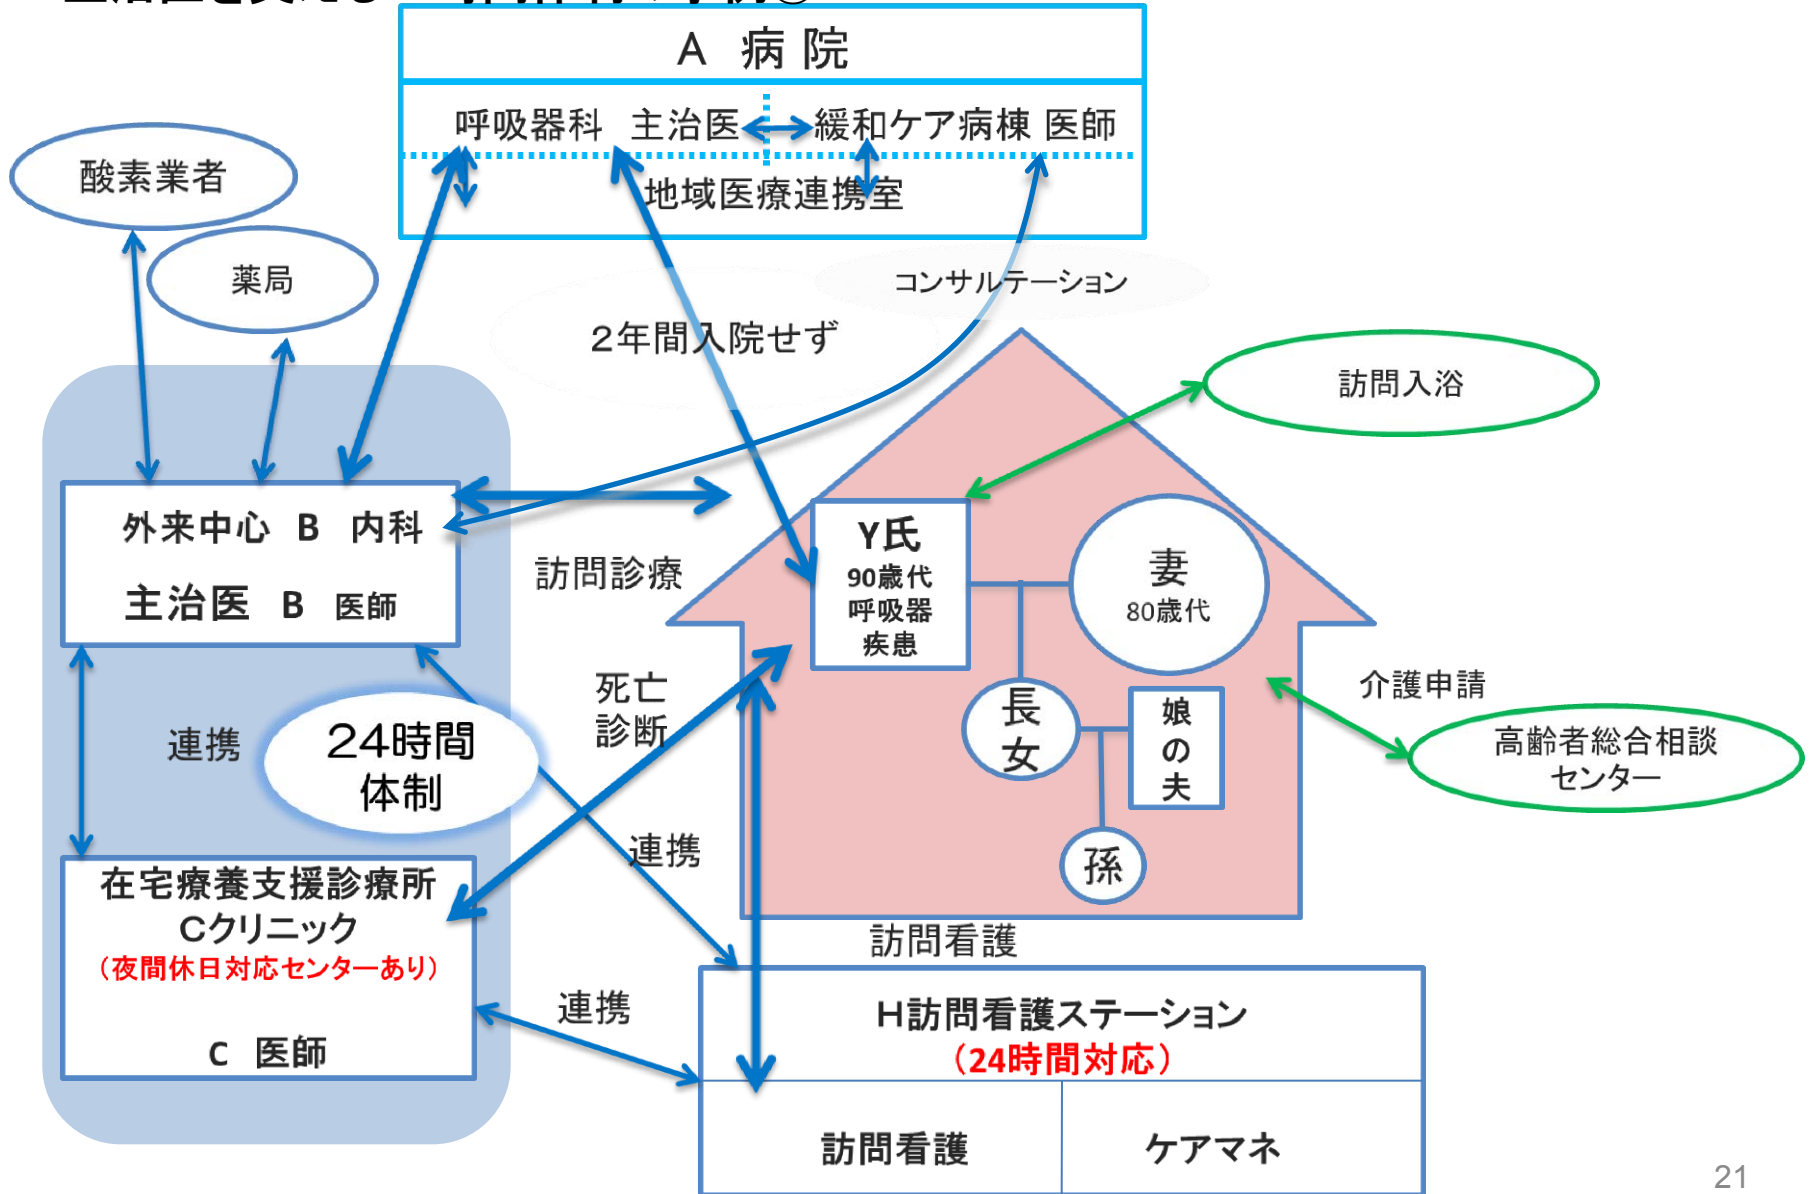 A 病院
呼吸器科 主治医
緩和ケア病棟 医師
地域医療連携室
酸素業者
薬局
コンサルテーション
２年間入院せず
訪問入浴
外来中心 B 内科
主治医 B 医師
訪問診療
Y氏
90歳代
呼吸器
疾患
妻
80歳代
死亡
診断
長
女
娘
の
夫
孫
介護申請
高齢者総合相談
センター
連携
24時間
体制
連携
在宅療養支援診療所
Cクリニック
（夜間休日対応センターあり）
C 医師
連携
訪問看護
H訪問看護ステーション
（24時間対応）
訪問看護
ケアマネ
21